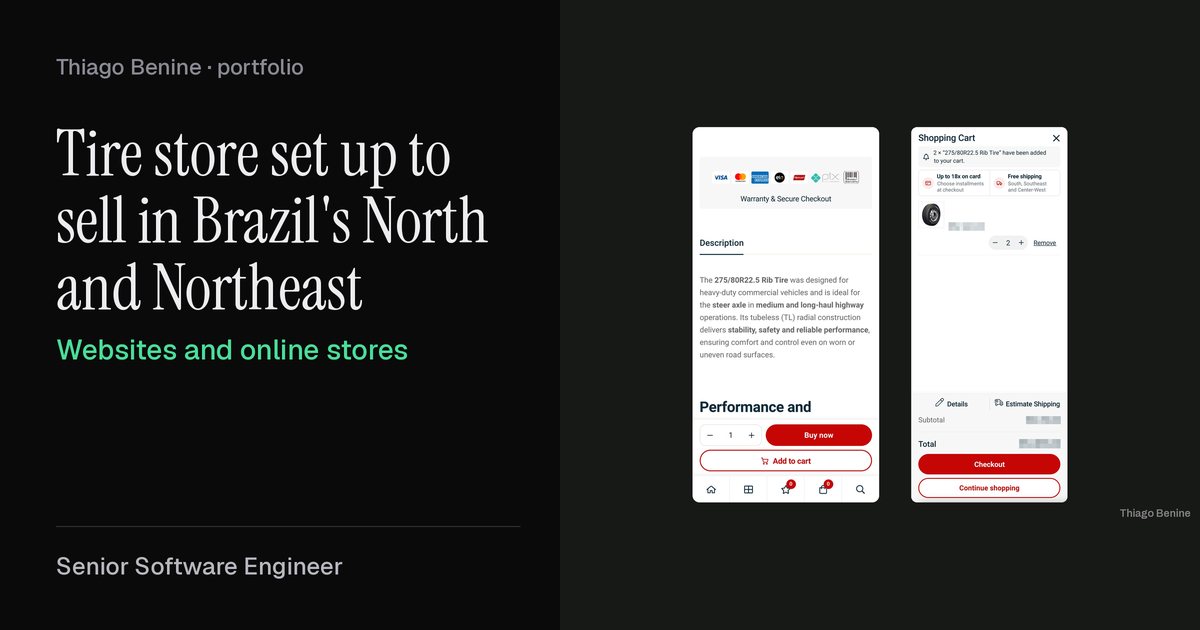 Thiago Benine · portfolio
Tire store set up to
sell in Brazil's North
and Northeast
Websites and online stores
Senior Software Engineer
VISA
pix
Warranty & Secure Checkout
Description
The 275/80R22.5 Rib Tire was designed for
heavy-duty commercial vehicles and is ideal for
the steer axle in medium and long-haul highway
operations. Its tubeless (TL) radial construction
delivers stability, safety and reliable performance,
ensuring comfort and control even on worn or
uneven road surfaces.
Performance and
− 1 +
Buy now
Add to cart
0
0
Shopping Cart
2 × "275/80R22.5 Rib Tire" have been added
to your cart.
Up to 18x on card
Choose installments
at checkout
Free shipping
South, Southeast
and Center-West
− 2 +
Remove
Details
Estimate Shipping
Subtotal
Total
Checkout
Continue shopping
Thiago Benine